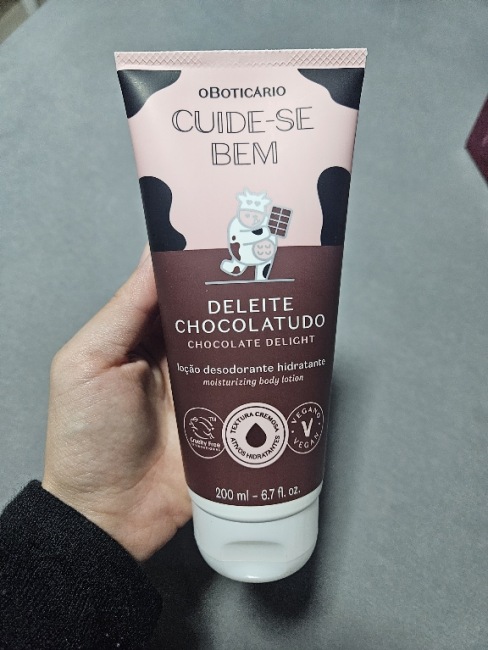 oBOTICÁRIO
CUIDE-SE
BEM
DELEITE
CHOCOLATUDO
CHOCOLATE DELIGHT
loção desodorante hidratante
moisturizing body lotion
Cruelty Free
TEXTURA CREMOSA
ATIVOS HIDRATANTES
VEGANO
V
VEGAN
200 ml – 6.7 fl. oz.